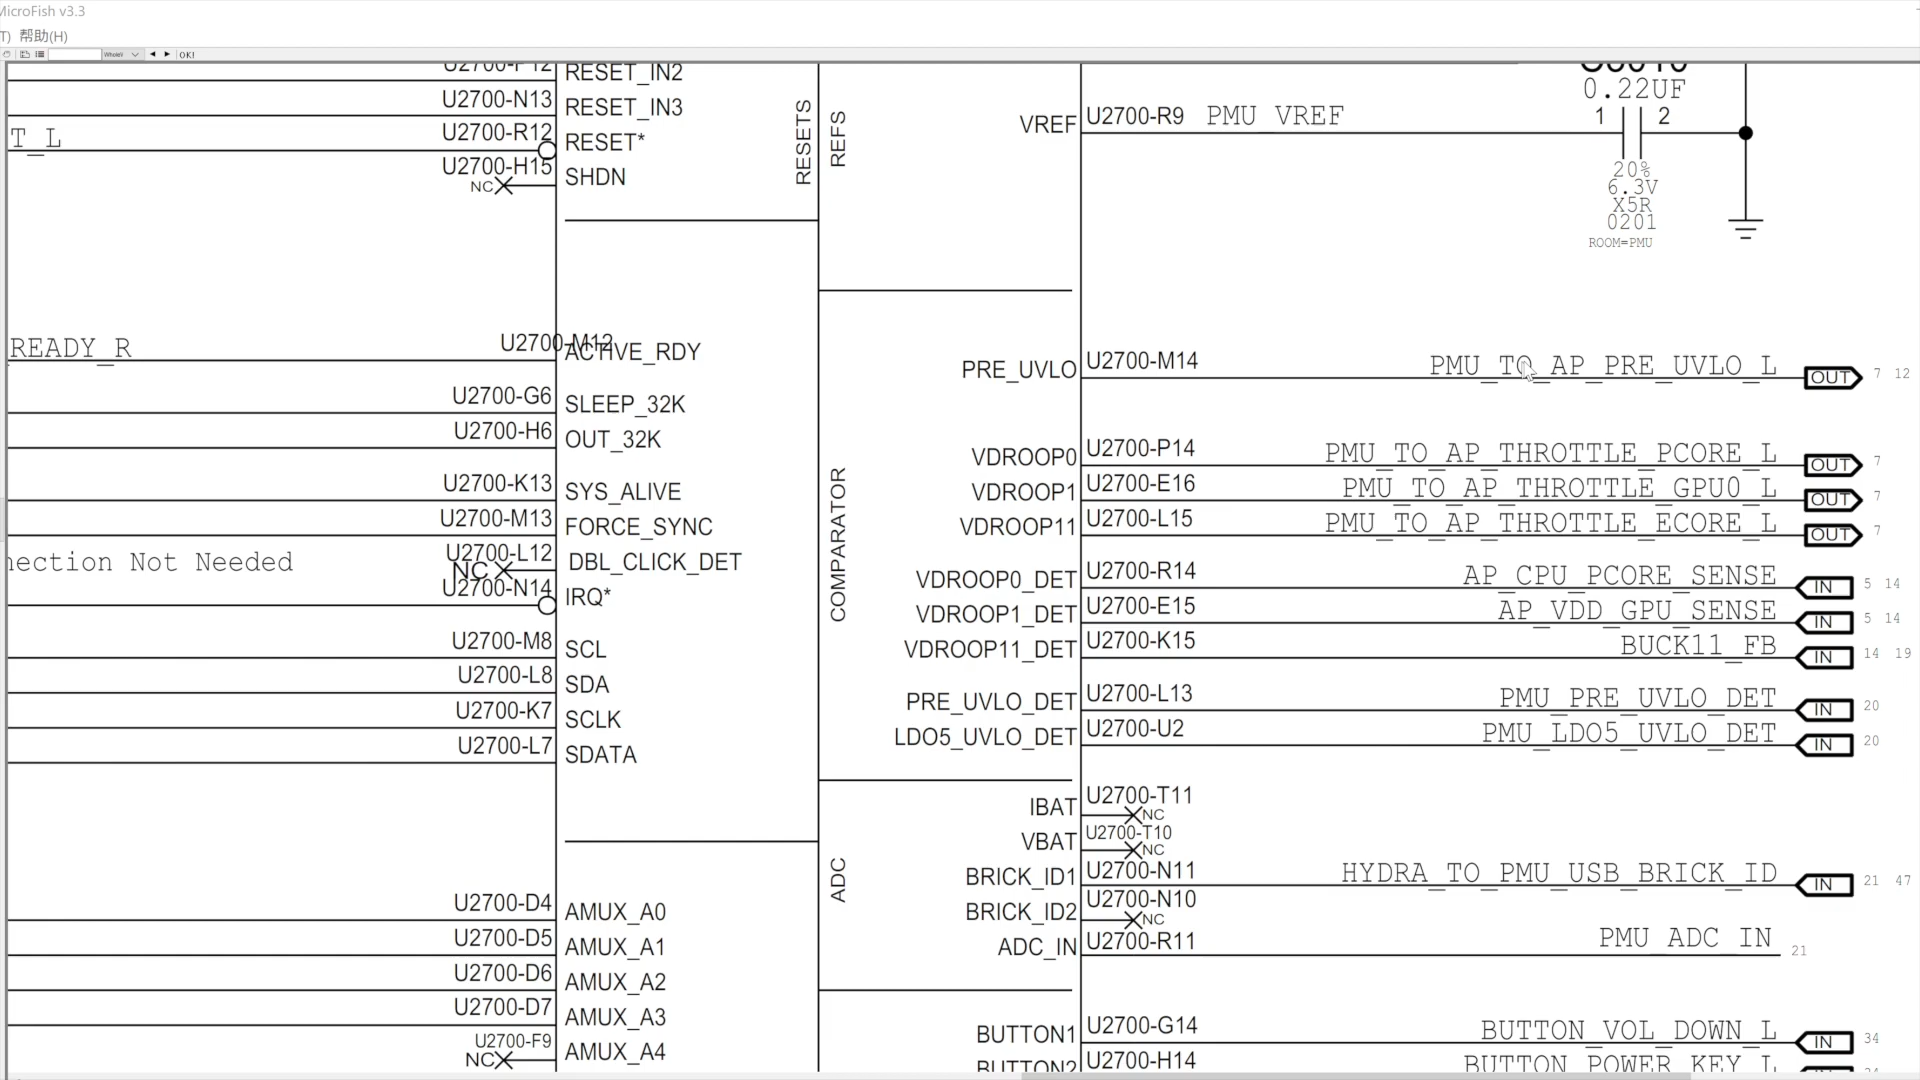 MicroFish v3.3
T) 帮助(H)
Whole% OK!
RESET_IN2
U2700-N13 RESET_IN3
T_L U2700-R12 RESET*
U2700-H15
NC SHDN
RESETS
REFS
VREF U2700-R9 PMU_VREF
0.22UF
1 2
20%
6.3V
X5R
0201
ROOM=PMU
READY_R U2700-M12 ACTIVE_RDY
U2700-G6 SLEEP_32K
U2700-H6 OUT_32K
U2700-K13 SYS_ALIVE
U2700-M13 FORCE_SYNC
nection Not Needed U2700-L12
NC DBL_CLICK_DET
U2700-N14 IRQ*
U2700-M8 SCL
U2700-L8 SDA
U2700-K7 SCLK
U2700-L7 SDATA
COMPARATOR
PRE_UVLO U2700-M14 PMU_TO_AP_PRE_UVLO_L OUT 7 12
VDROOP0 U2700-P14 PMU_TO_AP_THROTTLE_PCORE_L OUT 7
VDROOP1 U2700-E16 PMU_TO_AP_THROTTLE_GPU0_L OUT 7
VDROOP11 U2700-L15 PMU_TO_AP_THROTTLE_ECORE_L OUT 7
VDROOP0_DET U2700-R14 AP_CPU_PCORE_SENSE IN 5 14
VDROOP1_DET U2700-E15 AP_VDD_GPU_SENSE IN 5 14
VDROOP11_DET U2700-K15 BUCK11_FB IN 14 19
PRE_UVLO_DET U2700-L13 PMU_PRE_UVLO_DET IN 20
LDO5_UVLO_DET U2700-U2 PMU_LDO5_UVLO_DET IN 20
ADC
IBAT U2700-T11 NC
VBAT U2700-T10 NC
BRICK_ID1 U2700-N11 HYDRA_TO_PMU_USB_BRICK_ID IN 21 47
BRICK_ID2 U2700-N10 NC
ADC_IN U2700-R11 PMU_ADC_IN 21
U2700-D4 AMUX_A0
U2700-D5 AMUX_A1
U2700-D6 AMUX_A2
U2700-D7 AMUX_A3
U2700-F9
NC AMUX_A4
BUTTON1 U2700-G14 BUTTON_VOL_DOWN_L IN 34
BUTTON2 U2700-H14 BUTTON_POWER_KEY_L